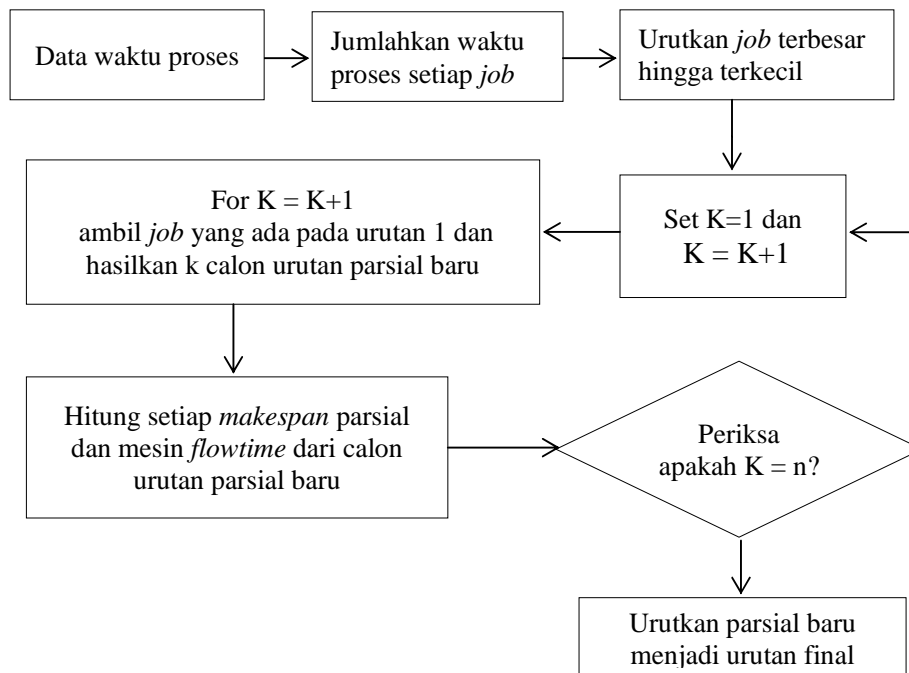 Data waktu proses
Jumlahkan waktu
proses setiap job
Urutkan job terbesar
hingga terkecil
Set K=1 dan
K = K+1
For K = K+1
ambil job yang ada pada urutan 1 dan
hasilkan k calon urutan parsial baru
Hitung setiap makespan parsial
dan mesin flowtime dari calon
urutan parsial baru
Periksa
apakah K = n?
Urutkan parsial baru
menjadi urutan final